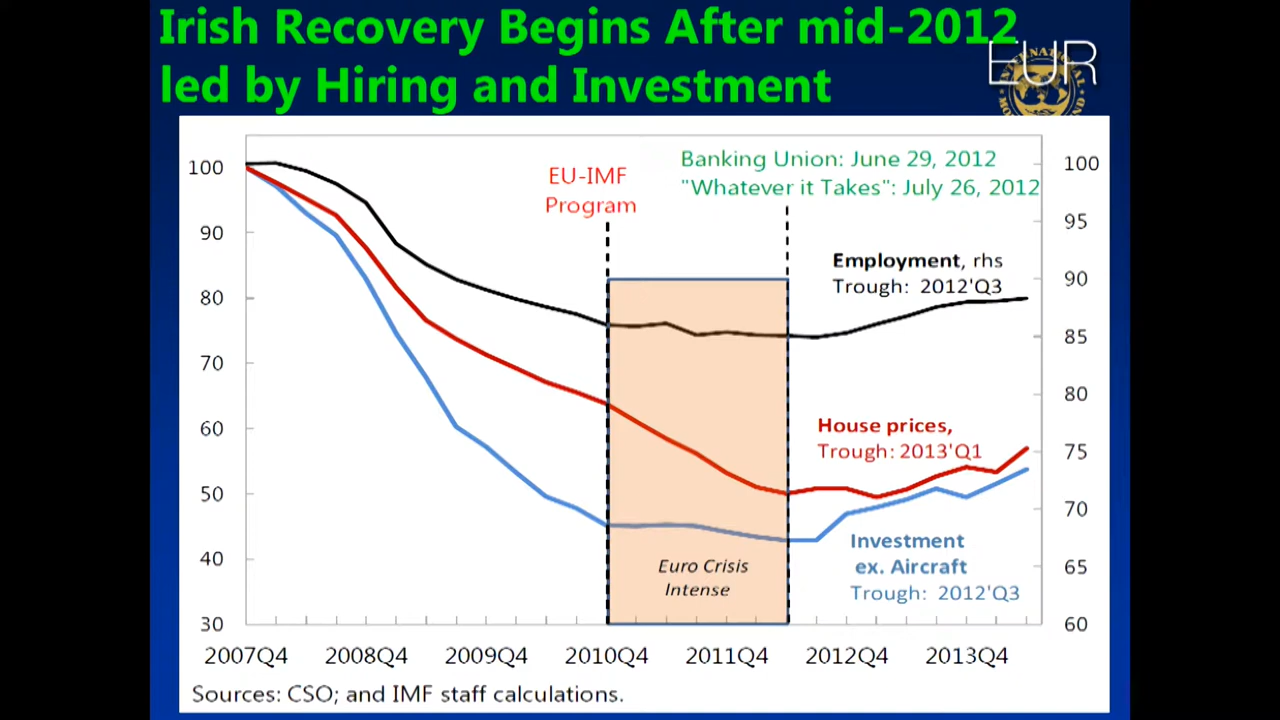 Irish Recovery Begins After mid-2012
led by Hiring and Investment
EUR
INTERNATIONAL
100
90
80
70
60
50
40
30
100
95
90
85
80
75
70
65
60
EU-IMF
Program
Banking Union: June 29, 2012
"Whatever it Takes": July 26, 2012
Employment, rhs
Trough: 2012'Q3
House prices,
Trough: 2013'Q1
Investment
ex. Aircraft
Trough: 2012'Q3
Euro Crisis
Intense
2007Q4 2008Q4 2009Q4 2010Q4 2011Q4 2012Q4 2013Q4
Sources: CSO; and IMF staff calculations.